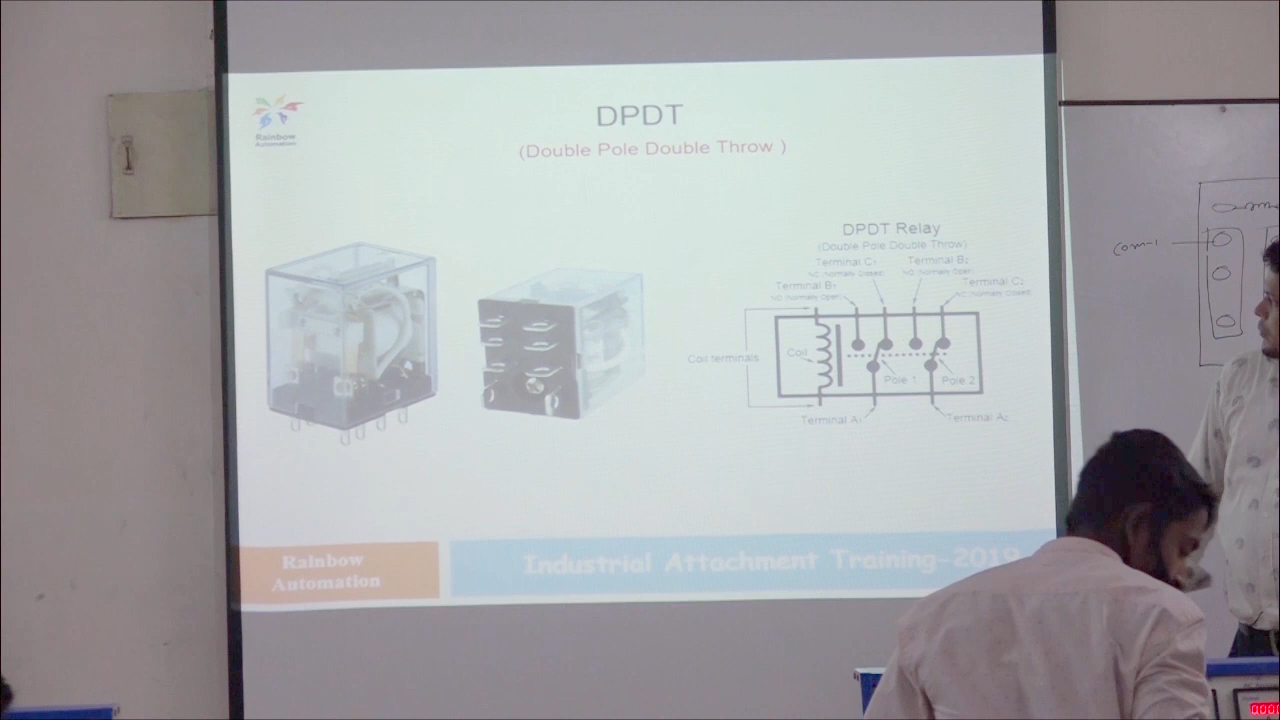 Rainbow
Automation
DPDT
(Double Pole Double Throw )
DPDT Relay
(Double Pole Double Throw)
Terminal C₁
NC (Normally Closed)
Terminal B₂
NO (Normally Open)
Terminal B₁
NO (Normally Open)
Terminal C₂
NC (Normally Closed)
Coil terminals
Coil
Pole 1
Pole 2
Terminal A₁
Terminal A₂
Rainbow
Automation
Industrial Attachment Training-2019
Com-1